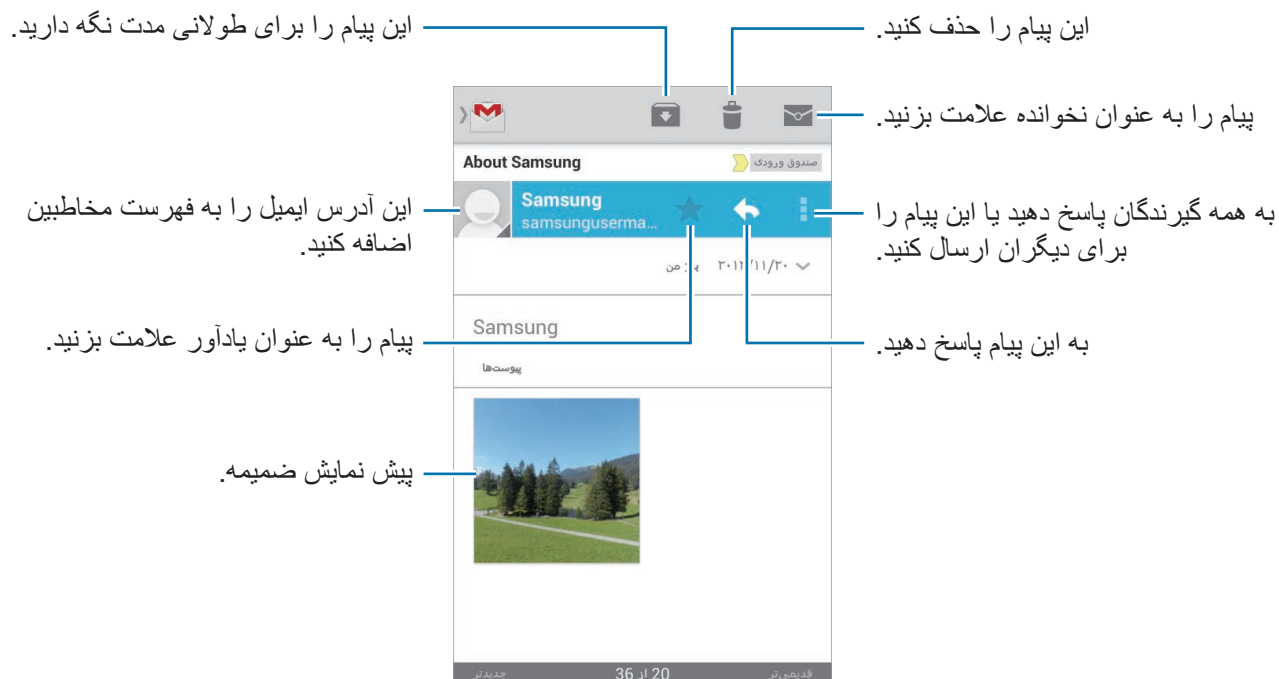 این پیام را حذف کنید.
این پیام را برای طولانی مدت نگه دارید.
پیام را به عنوان نخوانده علامت بزنید.
About Samsung
صندوق ورودی
Samsung
samsunguserma...
به همه گیرندگان پاسخ دهید یا این پیام را
برای دیگران ارسال کنید.
این آدرس ایمیل را به فهرست مخاطبین
اضافه کنید.
من
Samsung
به این پیام پاسخ دهید.
پیام را به عنوان یادآور علامت بزنید.
پیوست‌ها
پیش نمایش ضمیمه.
قدیمی‌تر
20 از 36
جدیدتر